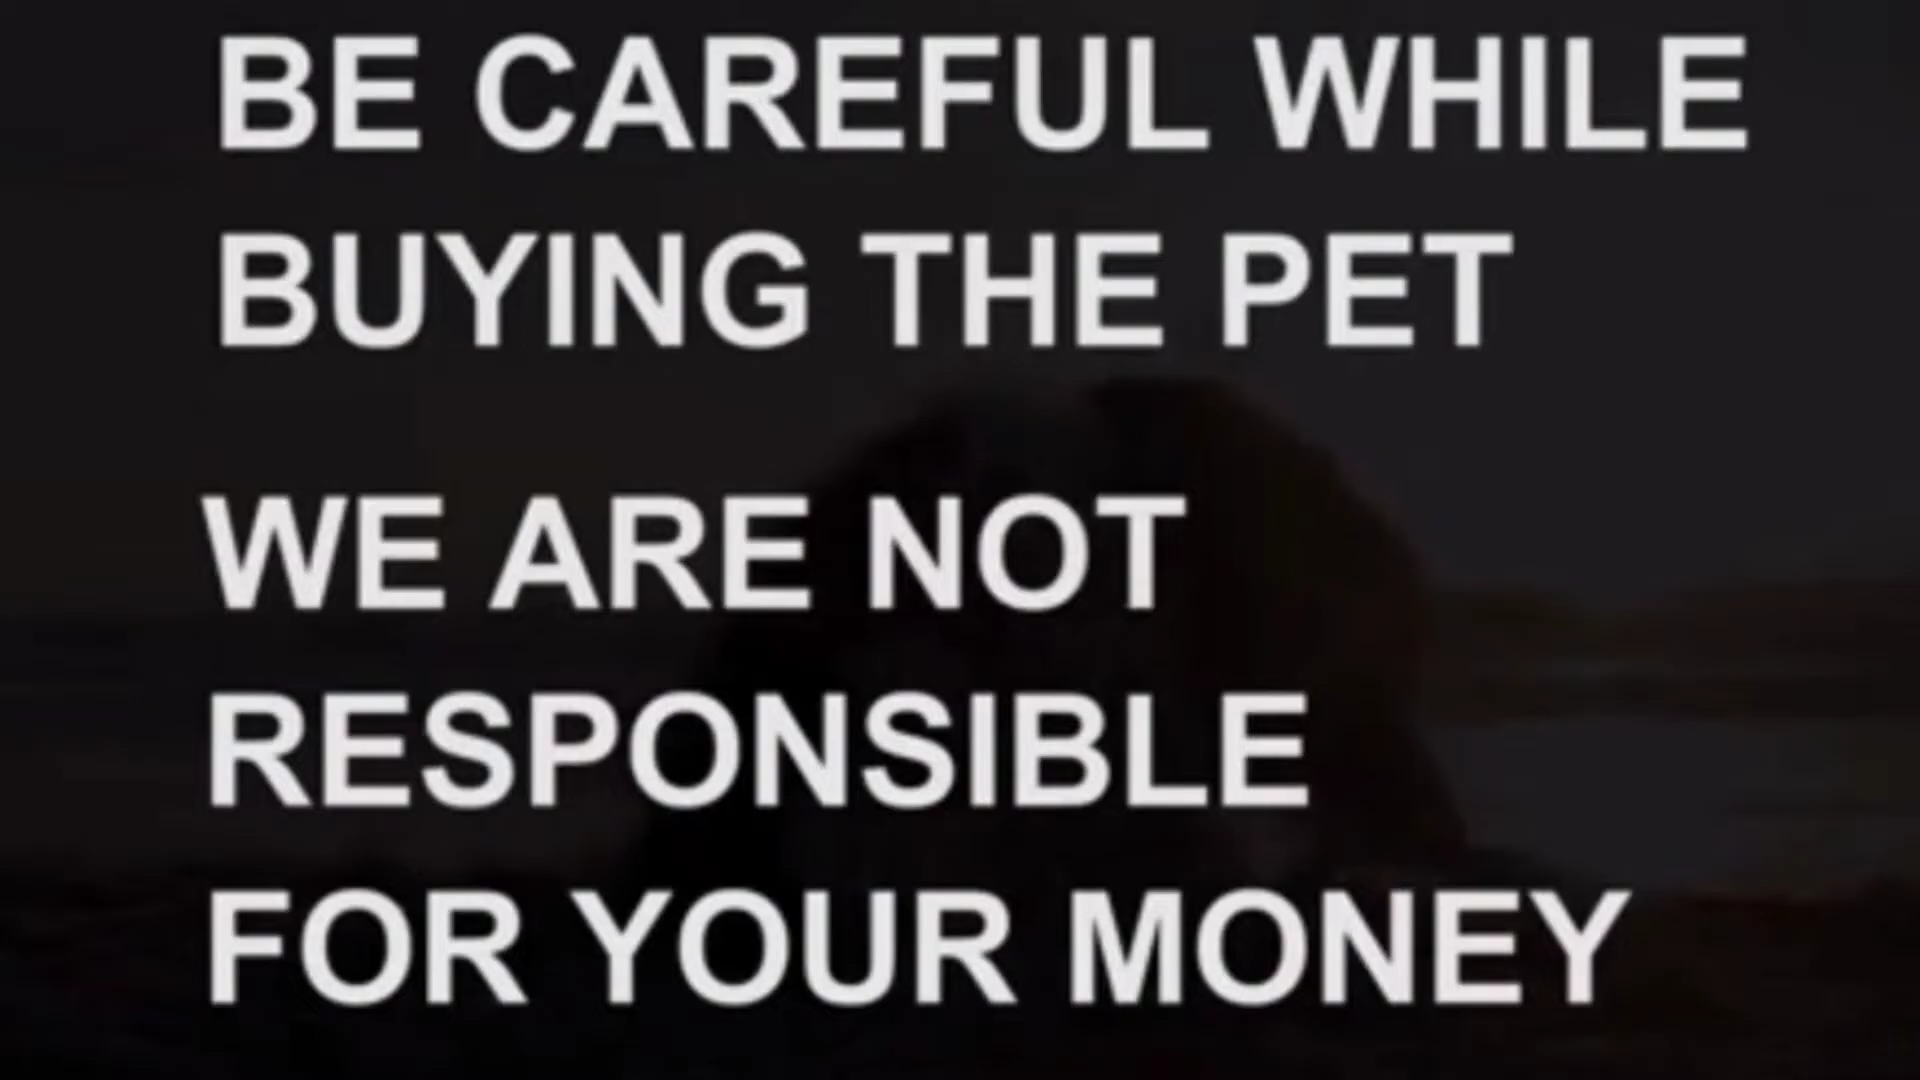 BE CAREFUL WHILE
BUYING THE PET
WE ARE NOT
RESPONSIBLE
FOR YOUR MONEY